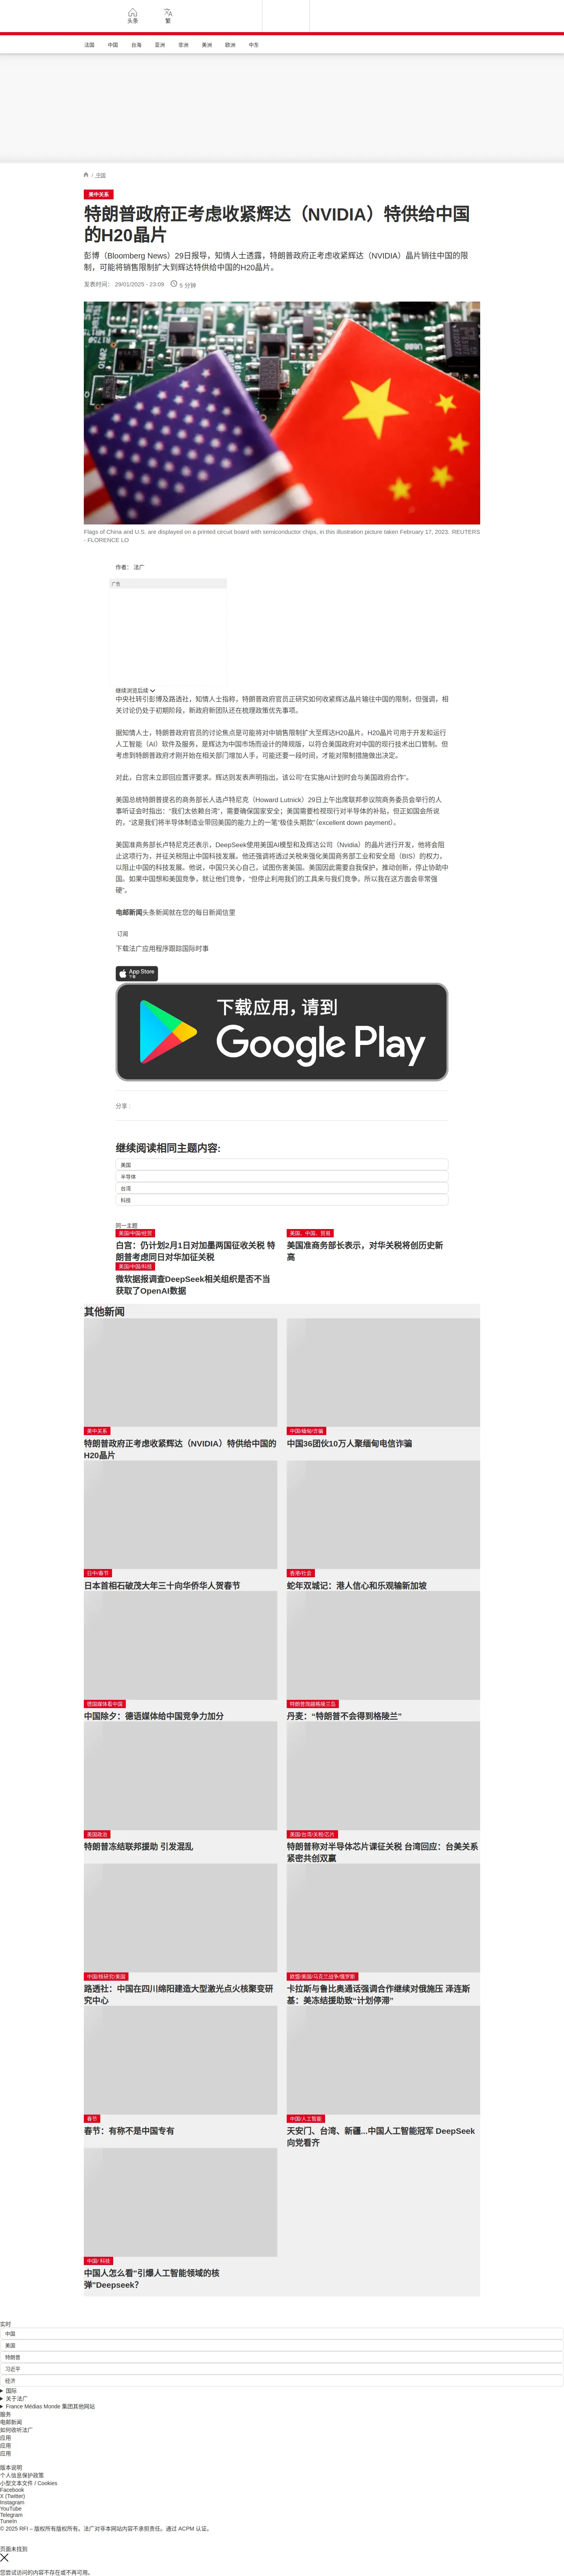 头条
繁
法国 中国 台海 亚洲 非洲 美洲 欧洲 中东
/ 中国
美中关系
特朗普政府正考虑收紧辉达（NVIDIA）特供给中国
的H20晶片
彭博（Bloomberg News）29日报导，知情人士透露，特朗普政府正考虑收紧辉达（NVIDIA）晶片销往中国的限
制，可能将销售限制扩大到辉达特供给中国的H20晶片。
发表时间： 29/01/2025 - 23:09 5 分钟
Flags of China and U.S. are displayed on a printed circuit board with semiconductor chips, in this illustration picture taken February 17, 2023. REUTERS
- FLORENCE LO
作者： 法广
广告
继续浏览后续
中央社转引彭博及路透社，知情人士指称，特朗普政府官员正研究如何收紧辉达晶片输往中国的限制，但强调，相
关讨论仍处于初期阶段，新政府新团队还在梳理政策优先事项。
据知情人士，特朗普政府官员的讨论焦点是可能将对中销售限制扩大至辉达H20晶片。H20晶片可用于开发和运行
人工智能（AI）软件及服务，是辉达为中国市场而设计的降规版，以符合美国政府对中国的现行技术出口管制。但
考虑到特朗普政府才刚开始在相关部门增加人手，可能还要一段时间，才能对限制措施做出决定。
对此，白宫未立即回应置评要求。辉达则发表声明指出，该公司“在实施AI计划时会与美国政府合作”。
美国总统特朗普提名的商务部长人选卢特尼克（Howard Lutnick）29日上午出席联邦参议院商务委员会举行的人
事听证会时指出：“我们太依赖台湾”，需要确保国家安全；美国需要检视现行对半导体的补贴，但正如国会所说
的，“这是我们将半导体制造业带回美国的能力上的一笔“极佳头期款”（excellent down payment）。
美国准商务部长卢特尼克还表示，DeepSeek使用美国AI模型和及辉达公司（Nvidia）的晶片进行开发，他将会阻
止这项行为，并征关税阻止中国科技发展。他还强调将透过关税来强化美国商务部工业和安全局（BIS）的权力，
以阻止中国的科技发展。他说，中国只关心自己，试图伤害美国。美国因此需要自我保护，推动创新，停止协助中
国。如果中国想和美国竞争，就让他们竞争，“但停止利用我们的工具来与我们竞争。所以我在这方面会非常强
硬”。
电邮新闻头条新闻就在您的每日新闻信里
订阅
下载法广应用程序跟踪国际时事
App Store
下载
下载应用，请到
Google Play
分享 :
继续阅读相同主题内容:
美国
半导体
台湾
科技
同一主题
美国/中国/经贸
白宫：仍计划2月1日对加墨两国征收关税 特
朗普考虑同日对华加征关税
美国、中国、贸易
美国准商务部长表示，对华关税将创历史新
高
美国/中国/科技
微软据报调查DeepSeek相关组织是否不当
获取了OpenAI数据
其他新闻
美中关系
特朗普政府正考虑收紧辉达（NVIDIA）特供给中国的
H20晶片
中国/缅甸/诈骗
中国36团伙10万人聚缅甸电信诈骗
日中/春节
日本首相石破茂大年三十向华侨华人贺春节
香港/社会
蛇年双城记：港人信心和乐观输新加坡
德国媒体看中国
中国除夕：德语媒体给中国竞争力加分
特朗普觊觎格陵兰岛
丹麦：“特朗普不会得到格陵兰”
美国政治
特朗普冻结联邦援助 引发混乱
美国/台湾/关税/芯片
特朗普称对半导体芯片课征关税 台湾回应：台美关系
紧密共创双赢
中国/核研究/美国
路透社：中国在四川绵阳建造大型激光点火核聚变研
究中心
欧盟/美国/乌克兰战争/俄罗斯
卡拉斯与鲁比奥通话强调合作继续对俄施压 泽连斯
基：美冻结援助致“计划停滞”
春节
春节：有称不是中国专有
中国/人工智能
天安门、台湾、新疆...中国人工智能冠军 DeepSeek
向党看齐
中国/ 科技
中国人怎么看"引爆人工智能领域的核
弹"Deepseek？
实时
中国
美国
特朗普
习近平
经济
国际
关于法广
France Médias Monde 集团其他网站
服务
电邮新闻
如何收听法广
应用
应用
应用
版本说明
个人信息保护政策
小型文本文件 / Cookies
Facebook
X (Twitter)
Instagram
YouTube
Telegram
TuneIn
© 2025 RFI – 版权所有版权所有。法广对非本网站内容不承担责任。通过 ACPM 认证。
页面未找到
您尝试访问的内容不存在或不再可用。